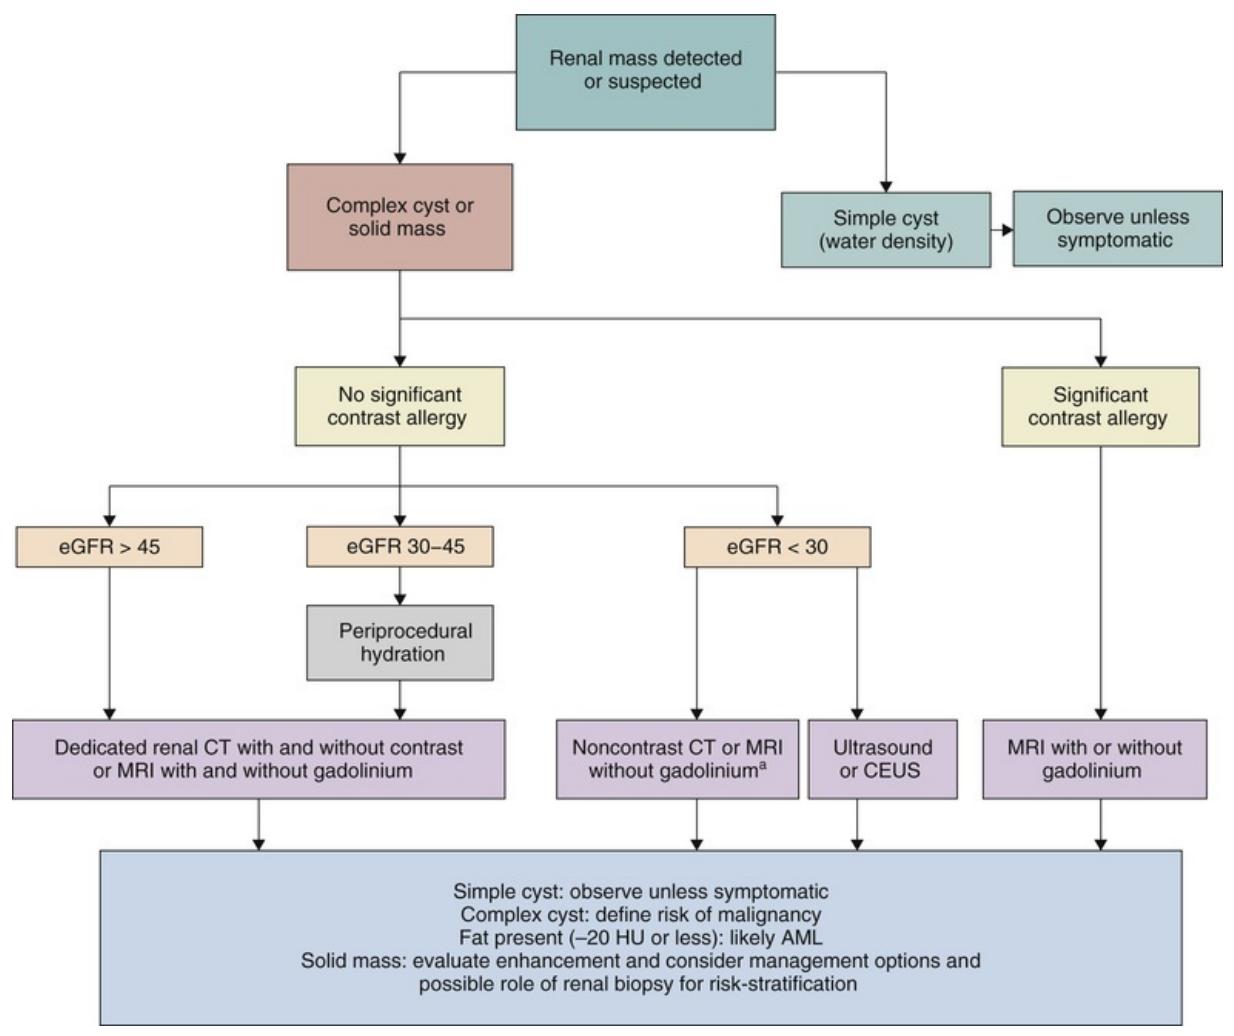 Renal mass detected
or suspected
Complex cyst or
solid mass
Simple cyst
(water density)
Observe unless
symptomatic
No significant
contrast allergy
Significant
contrast allergy
eGFR > 45
eGFR 30–45
eGFR < 30
Periprocedural
hydration
Dedicated renal CT with and without contrast
or MRI with and without gadolinium
Noncontrast CT or MRI
without gadoliniumᵃ
Ultrasound
or CEUS
MRI with or without
gadolinium
Simple cyst: observe unless symptomatic
Complex cyst: define risk of malignancy
Fat present (–20 HU or less): likely AML
Solid mass: evaluate enhancement and consider management options and
possible role of renal biopsy for risk-stratification